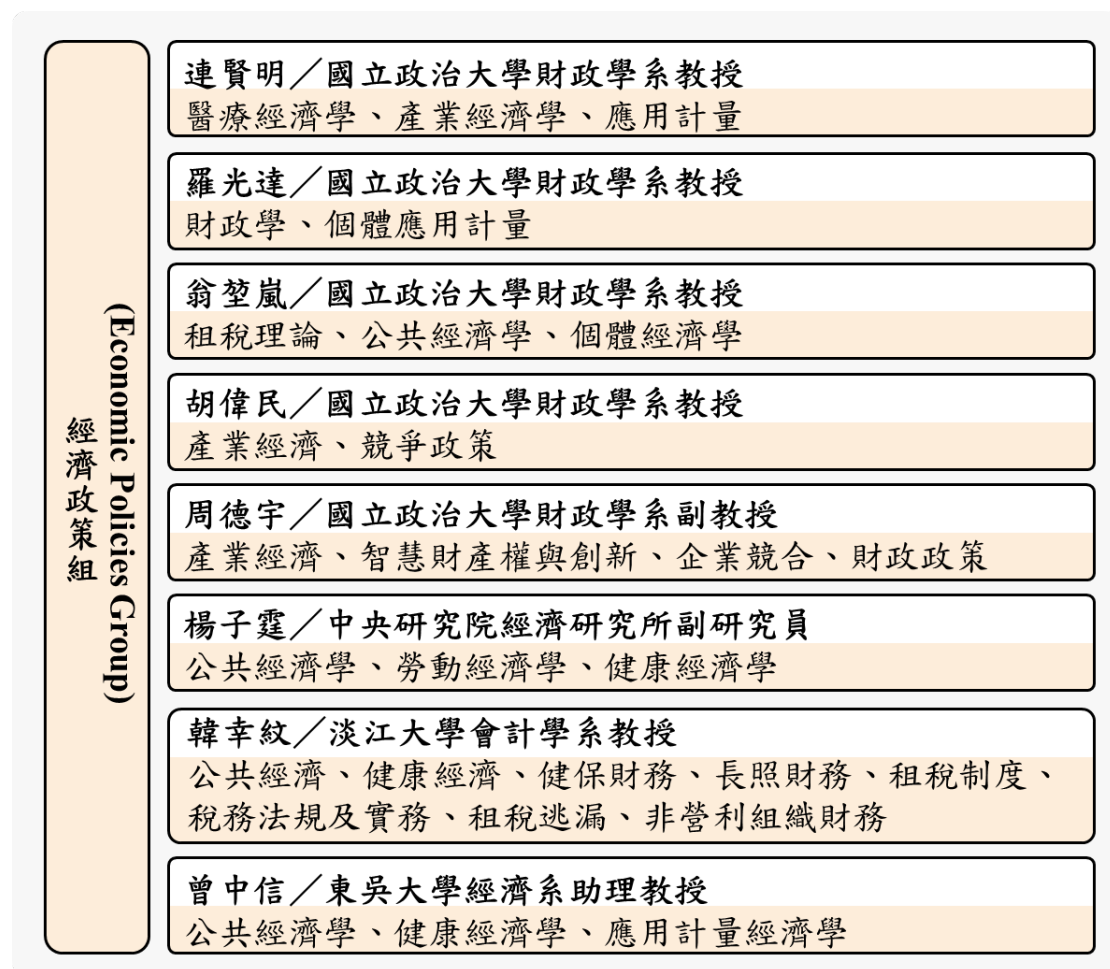 經濟政策組
(Economic Policies Group)
連賢明／國立政治大學財政學系教授
醫療經濟學、產業經濟學、應用計量
羅光達／國立政治大學財政學系教授
財政學、個體應用計量
翁堃嵐／國立政治大學財政學系教授
租稅理論、公共經濟學、個體經濟學
胡偉民／國立政治大學財政學系教授
產業經濟、競爭政策
周德宇／國立政治大學財政學系副教授
產業經濟、智慧財產權與創新、企業競合、財政政策
楊子霆／中央研究院經濟研究所副研究員
公共經濟學、勞動經濟學、健康經濟學
韓幸紋／淡江大學會計學系教授
公共經濟、健康經濟、健保財務、長照財務、租稅制度、
稅務法規及實務、租稅逃漏、非營利組織財務
曾中信／東吳大學經濟系助理教授
公共經濟學、健康經濟學、應用計量經濟學